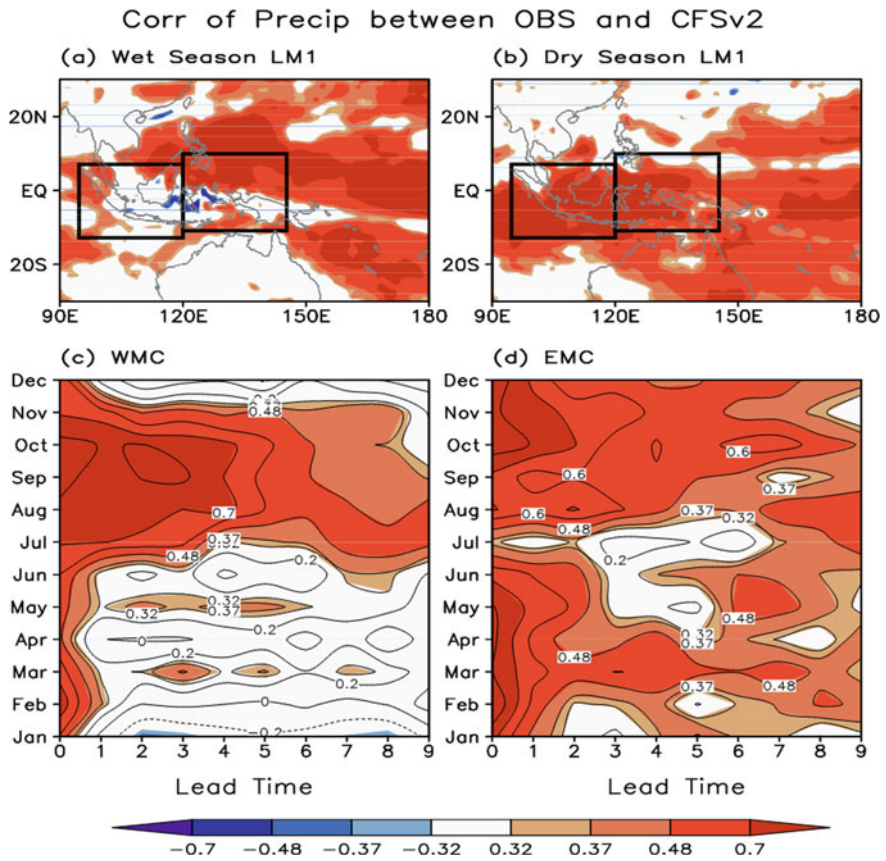 Corr of Precip between OBS and CFSv2
(a) Wet Season LM1
(b) Dry Season LM1
20N
EQ
20S
90E 120E 150E 180
20N
EQ
20S
90E 120E 150E 180
(c) WMC
Dec
Nov
Oct
Sep
Aug
Jul
Jun
May
Apr
Mar
Feb
Jan
0.48
0.7
0.37
0.48
0.2
0.32
0.32
0.37
0
0.2
0.2
0.2
0
-0.2
0 1 2 3 4 5 6 7 8 9
Lead Time
(d) EMC
Dec
Nov
Oct
Sep
Aug
Jul
Jun
May
Apr
Mar
Feb
Jan
0.6
0.6
0.37
0.6
0.37
0.48
0.32
0.2
0.48
0.32
0.37
0.48
0.37
0.48
0 1 2 3 4 5 6 7 8 9
Lead Time
-0.7 -0.48 -0.37 -0.32 0.32 0.37 0.48 0.7